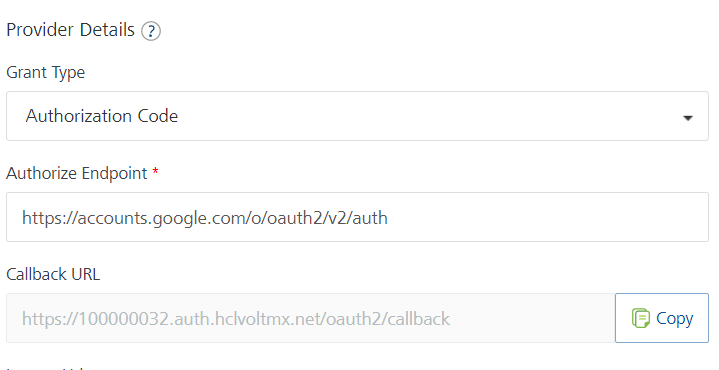 Provider Details ?
Grant Type
Authorization Code
Authorize Endpoint *
https://accounts.google.com/o/oauth2/v2/auth
Callback URL
https://100000032.auth.hclvoltmx.net/oauth2/callback
Copy